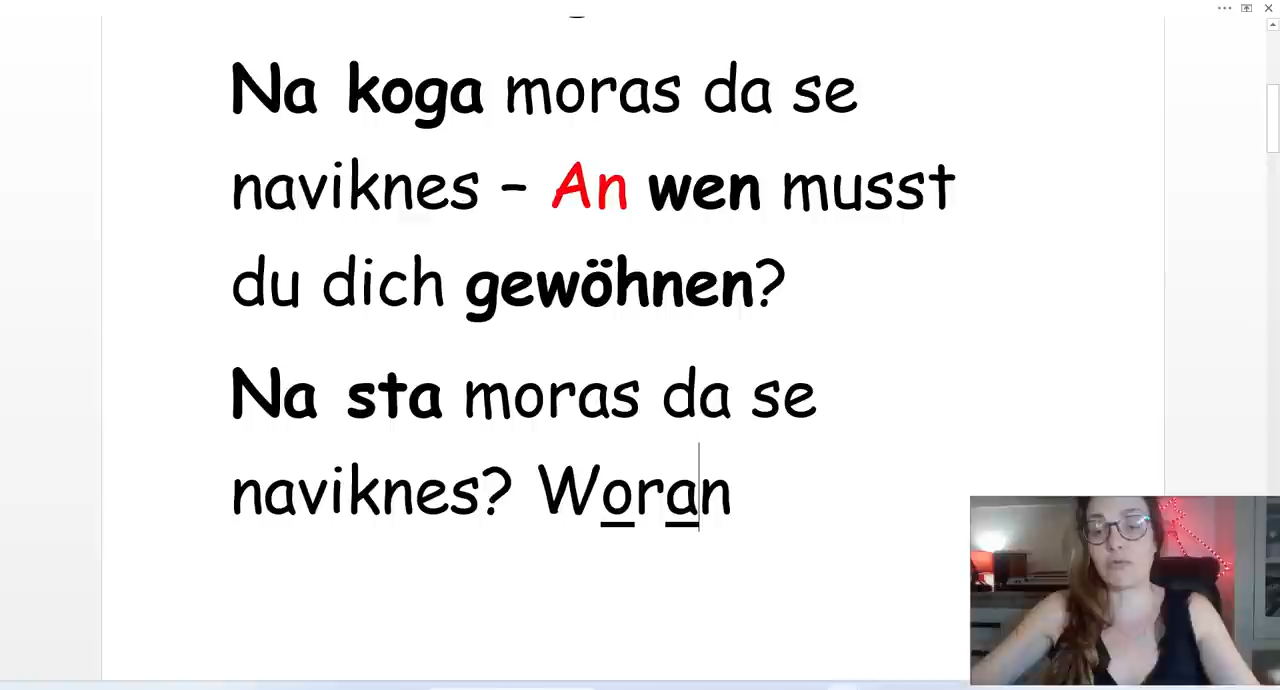 Na koga moras da se
naviknes – An wen musst
du dich gewöhnen?
Na sta moras da se
naviknes? Woran